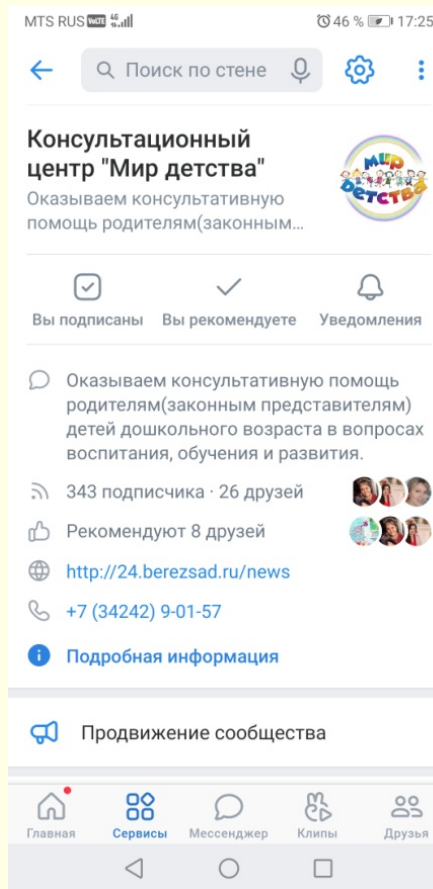 MTS RUS VoLTE 4G 46 % 17:25
Поиск по стене
Консультационный
центр "Мир детства"
МИР
ДЕТСТВА
Оказываем консультативную
помощь родителям(законным...
Вы подписаны Вы рекомендуете Уведомления
Оказываем консультативную помощь
родителям(законным представителям)
детей дошкольного возраста в вопросах
воспитания, обучения и развития.
343 подписчика · 26 друзей
Рекомендуют 8 друзей
http://24.berezsad.ru/news
+7 (34242) 9-01-57
Подробная информация
Продвижение сообщества
Главная Сервисы Мессенджер Клипы Друзья